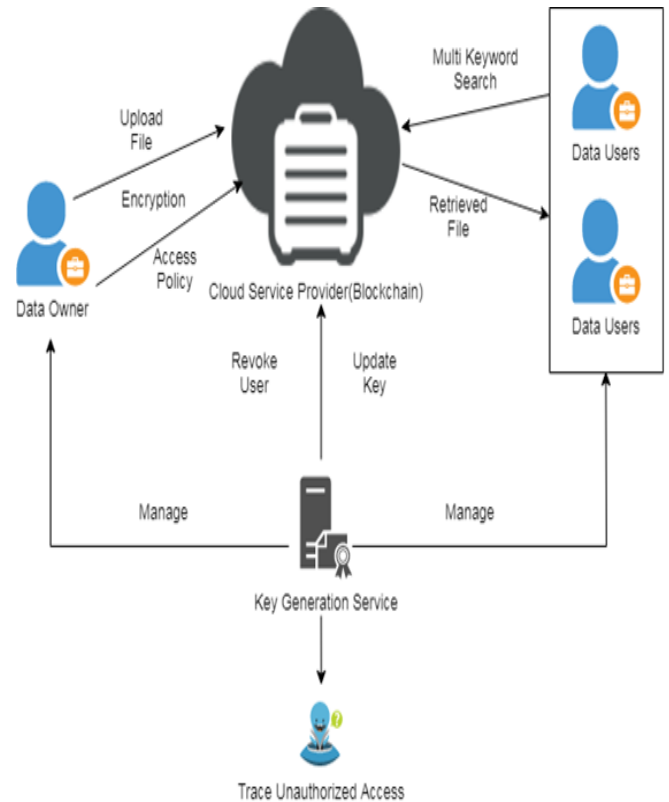 Multi Keyword
Search
Data Users
Upload
File
Encryption
Access
Policy
Data Owner
Retrieved
File
Cloud Service Provider(Blockchain)
Data Users
Revoke
User
Update
Key
Manage
Manage
Key Generation Service
?
Trace Unauthorized Access